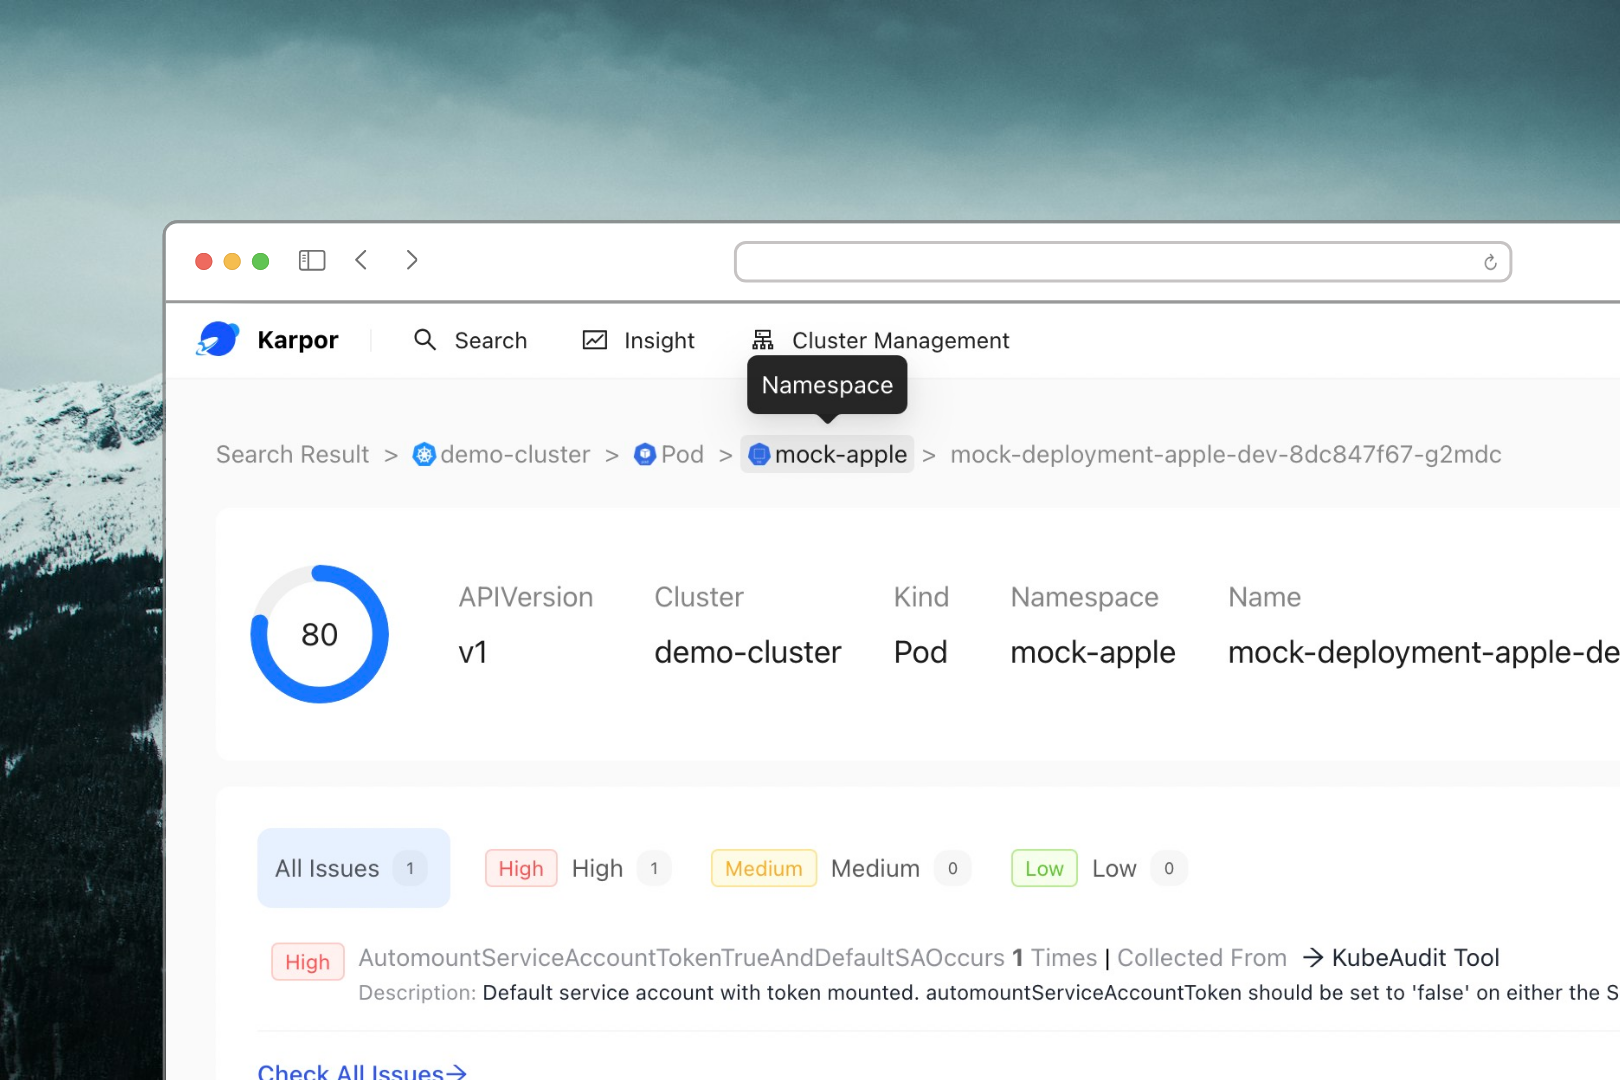 Karpor Search Insight Cluster Management
Namespace
Search Result > demo-cluster > Pod > mock-apple > mock-deployment-apple-dev-8dc847f67-g2mdc
80
APIVersion Cluster Kind Namespace Name
v1 demo-cluster Pod mock-apple mock-deployment-apple-de
All Issues 1 High High 1 Medium Medium 0 Low Low 0
High AutomountServiceAccountTokenTrueAndDefaultSAOccurs 1 Times | Collected From → KubeAudit Tool
Description: Default service account with token mounted. automountServiceAccountToken should be set to 'false' on either the S
Check All Issues→